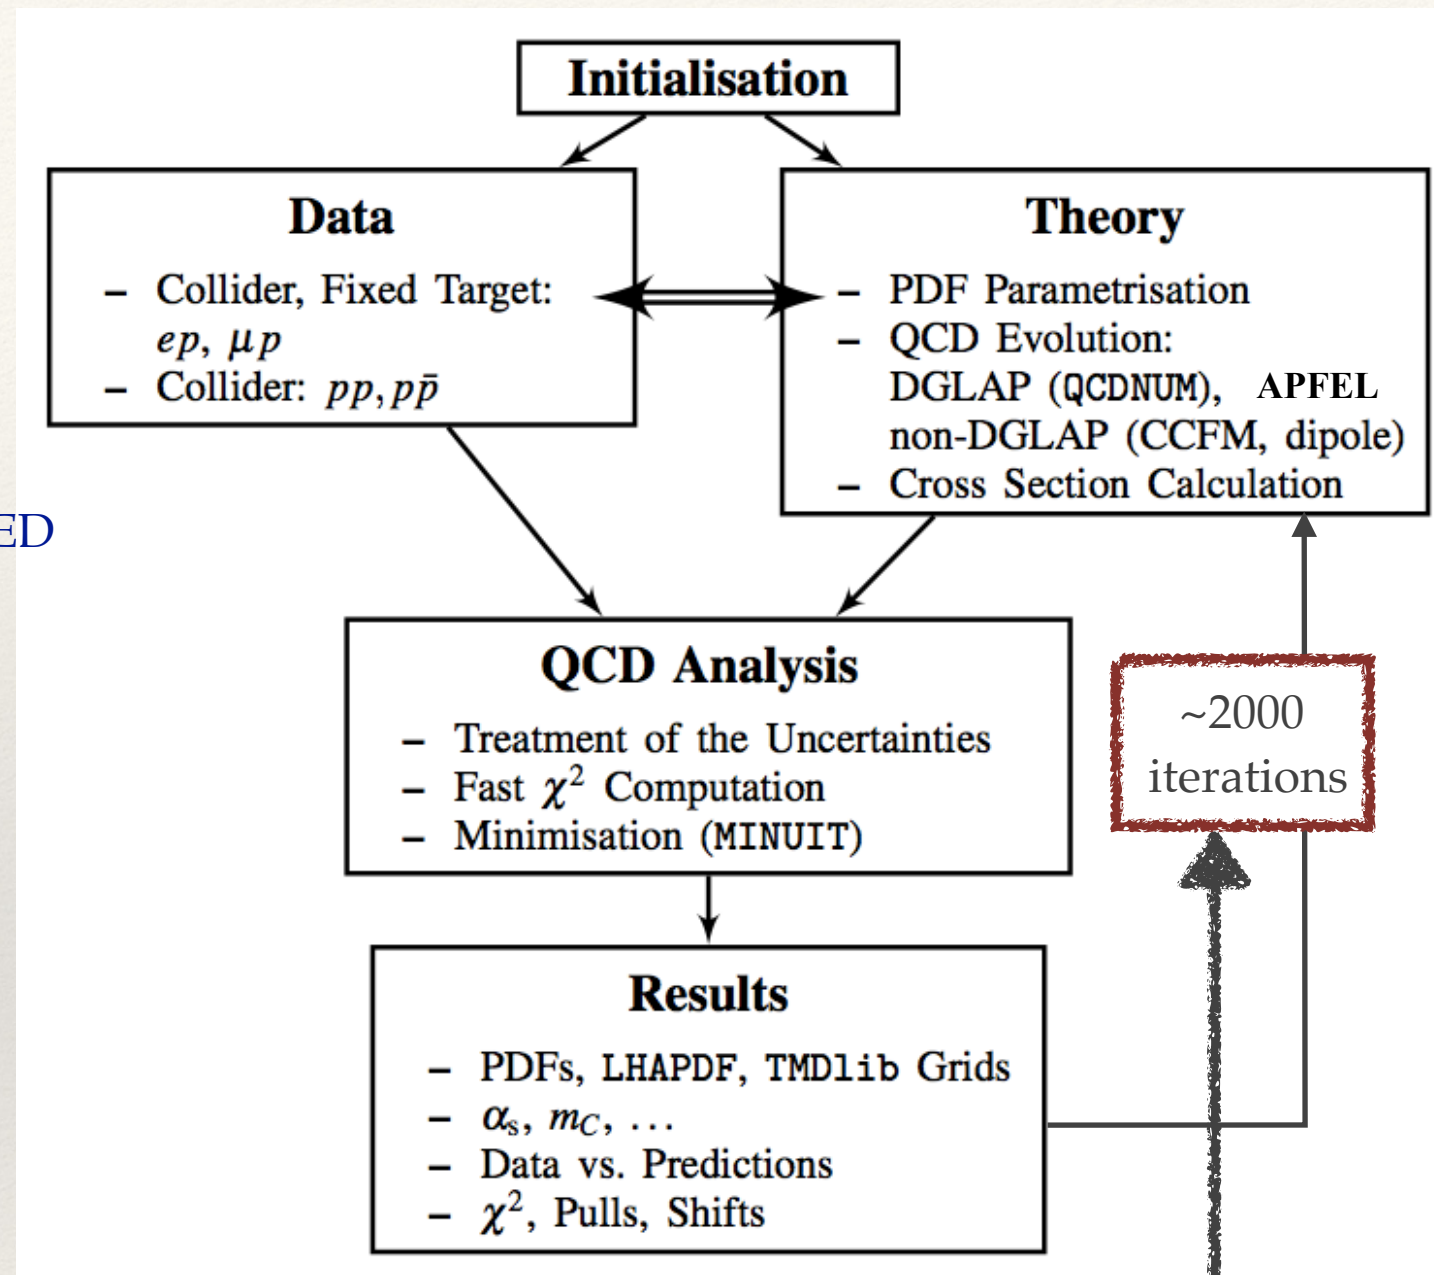 Initialisation
Data
– Collider, Fixed Target:
ep, μp
– Collider: pp, pp̄
Theory
– PDF Parametrisation
– QCD Evolution:
DGLAP (QCDNUM), APFEL
non-DGLAP (CCFM, dipole)
– Cross Section Calculation
ED
QCD Analysis
– Treatment of the Uncertainties
– Fast χ² Computation
– Minimisation (MINUIT)
~2000
iterations
Results
– PDFs, LHAPDF, TMDlib Grids
– αs, mC, ...
– Data vs. Predictions
– χ², Pulls, Shifts